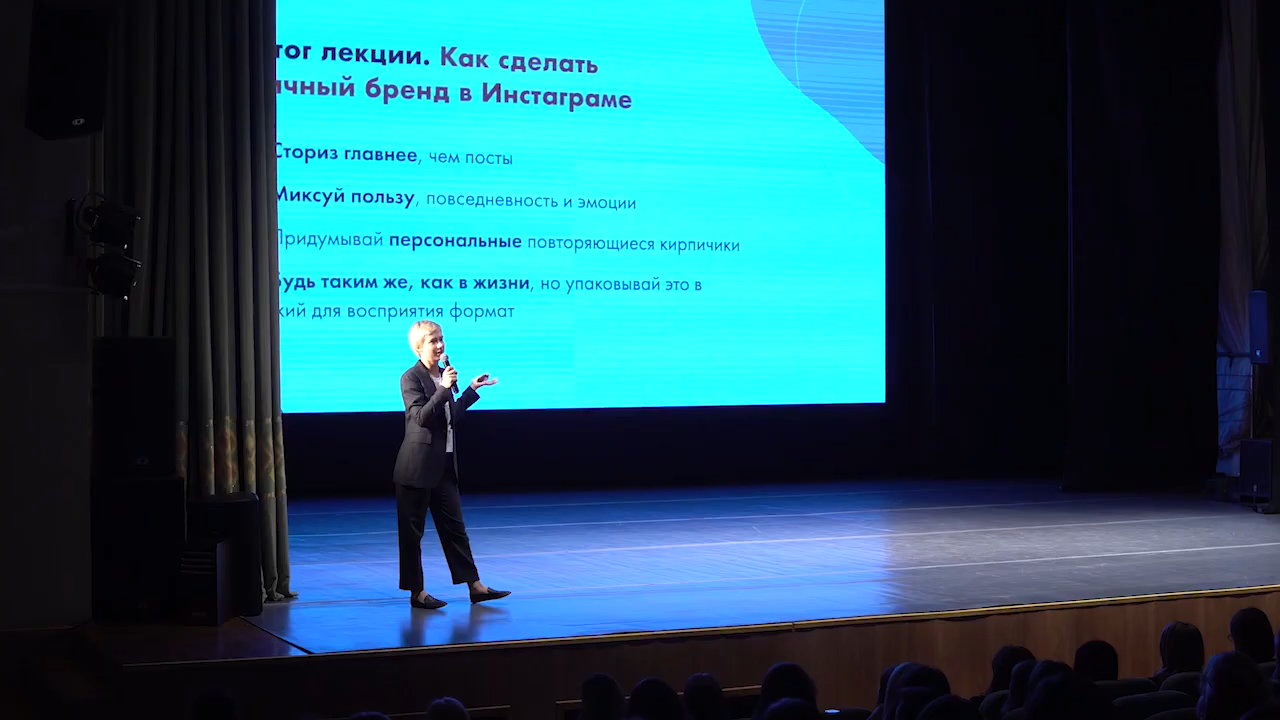 тог лекции. Как сделать
ичный бренд в Инстаграме
Сториз главнее, чем посты
Миксуй пользу, повседневность и эмоции
Придумывай персональные повторяющиеся кирпичики
Будь таким же, как в жизни, но упаковывай это в
кий для восприятия формат